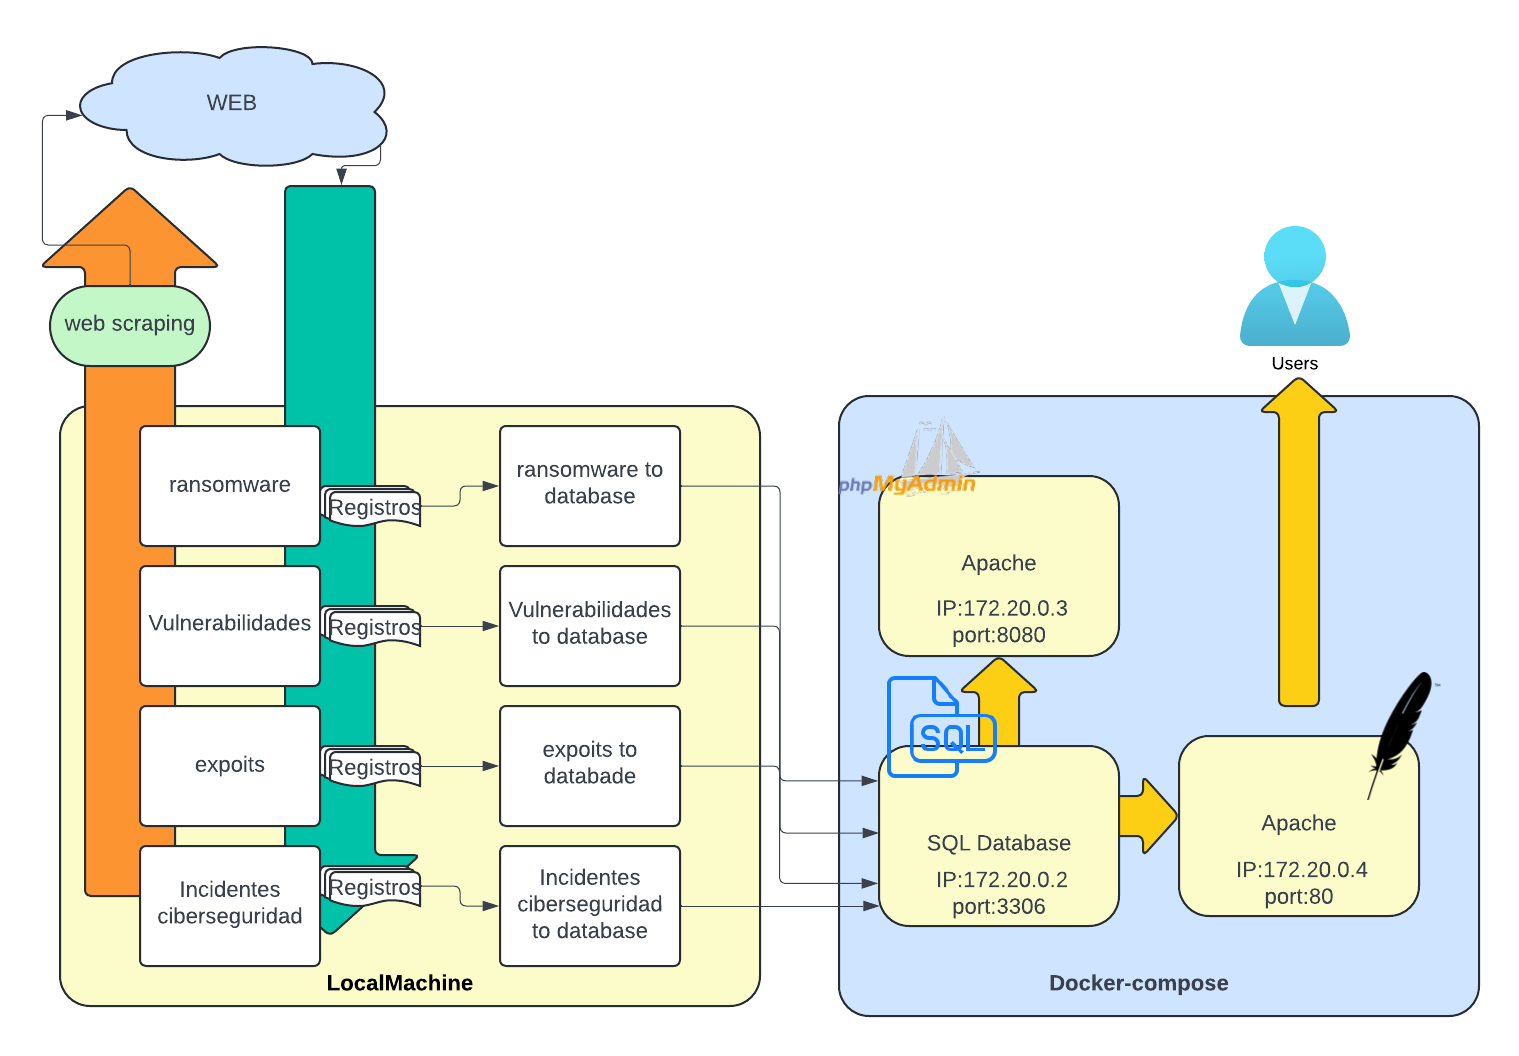 WEB
web scraping
Users
ransomware
Registros
ransomware to
database
Vulnerabilidades
Registros
Vulnerabilidades
to database
expoits
Registros
expoits to
databade
Incidentes
ciberseguridad
Registros
Incidentes
ciberseguridad
to database
LocalMachine
phpMyAdmin
Apache
IP:172.20.0.3
port:8080
SQL
SQL Database
IP:172.20.0.2
port:3306
Apache
IP:172.20.0.4
port:80
Docker-compose